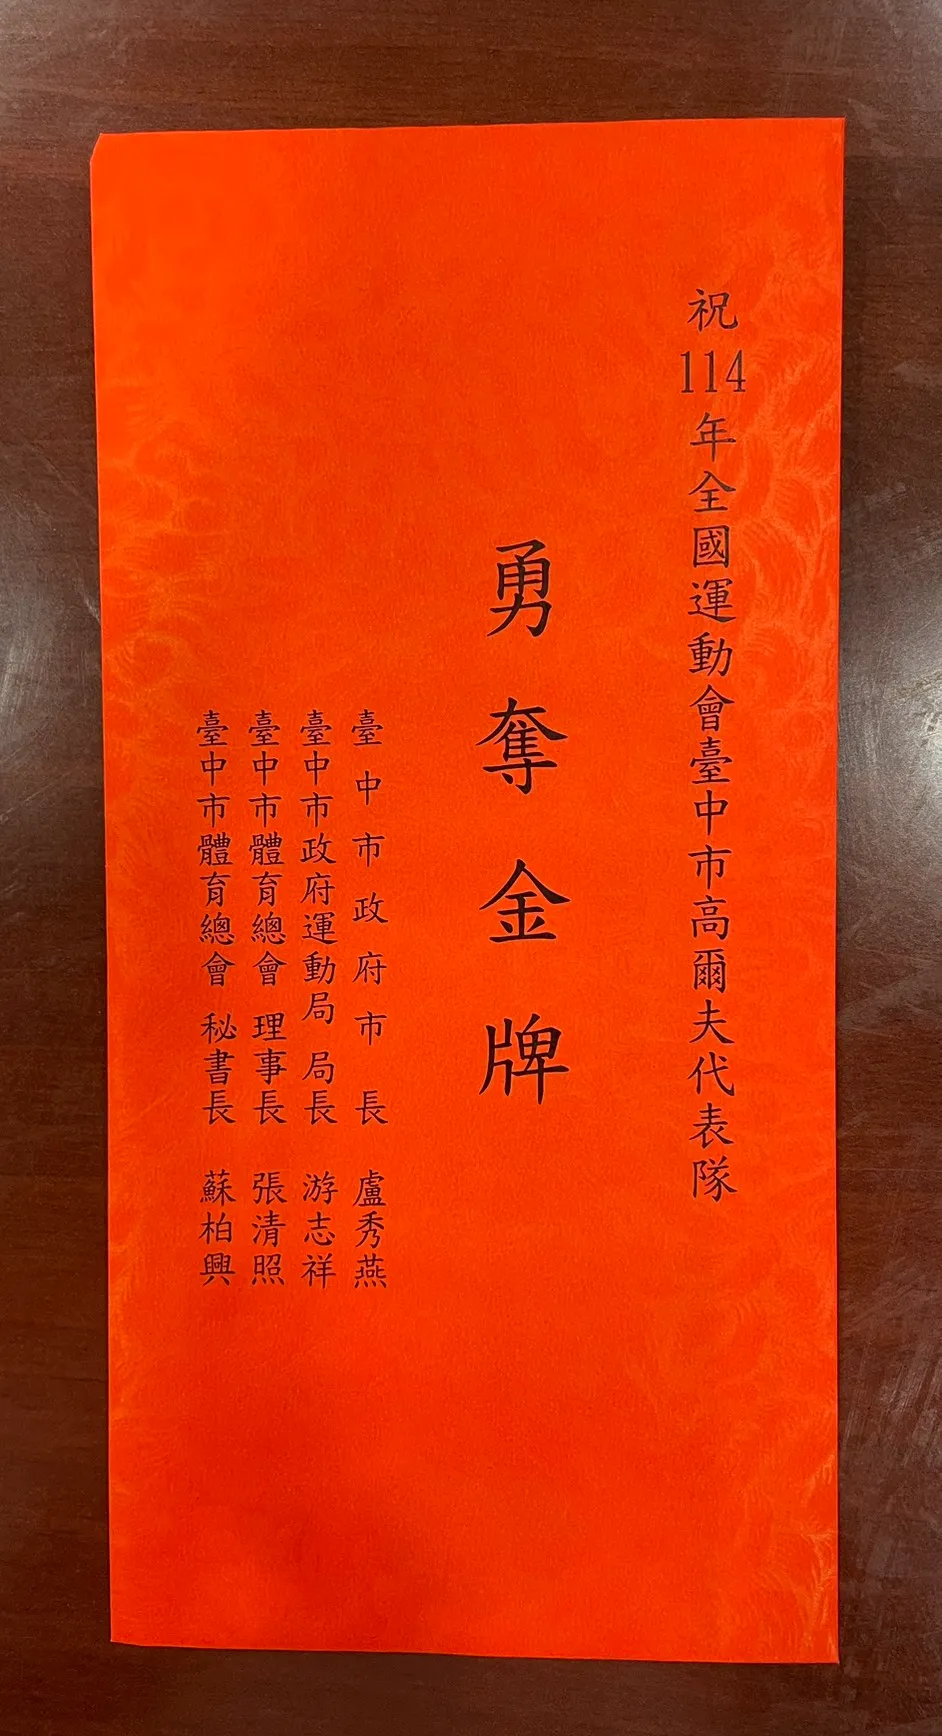 祝114年全國運動會臺中市高爾夫代表隊
勇奪金牌
臺中市政府市長 盧秀燕
臺中市政府運動局 局長 游志祥
臺中市體育總會 理事長 張清照
臺中市體育總會 秘書長 蘇柏興